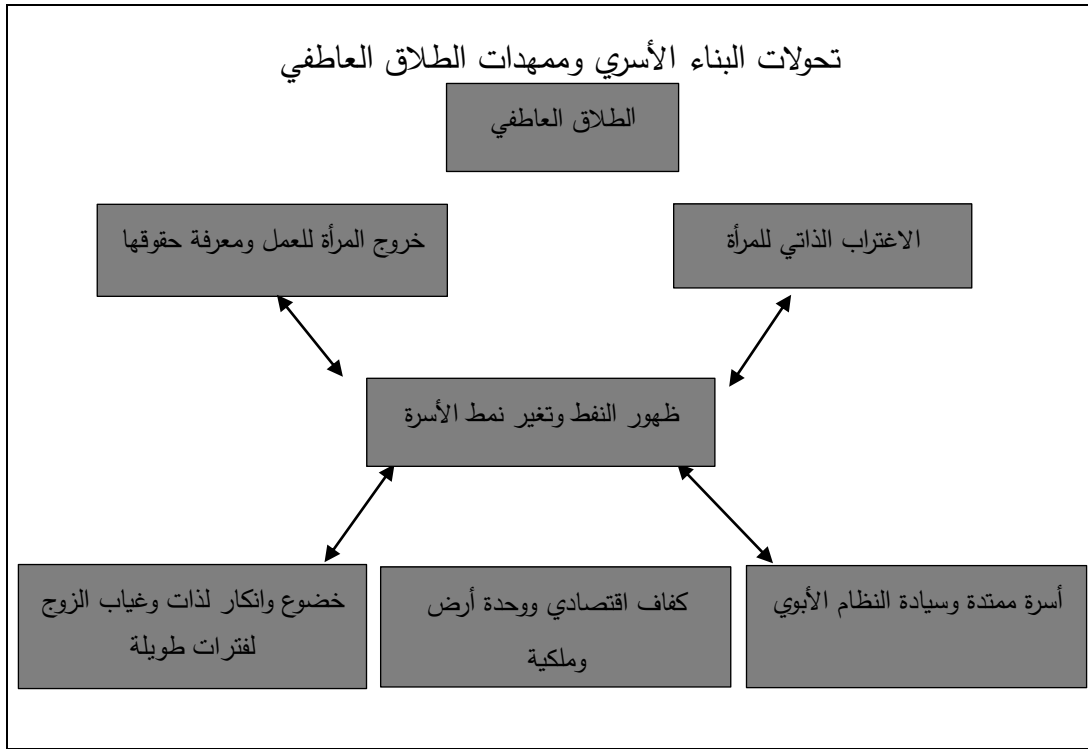 تحولات البناء الأسري وممهدات الطلاق العاطفي
الطلاق العاطفي
الاغتراب الذاتي للمرأة
خروج المرأة للعمل ومعرفة حقوقها
ظهور النفط وتغير نمط الأسرة
أسرة ممتدة وسيادة النظام الأبوي
كفاف اقتصادي ووحدة أرض
وملكية
خضوع وانكار لذات وغياب الزوج
لفترات طويلة